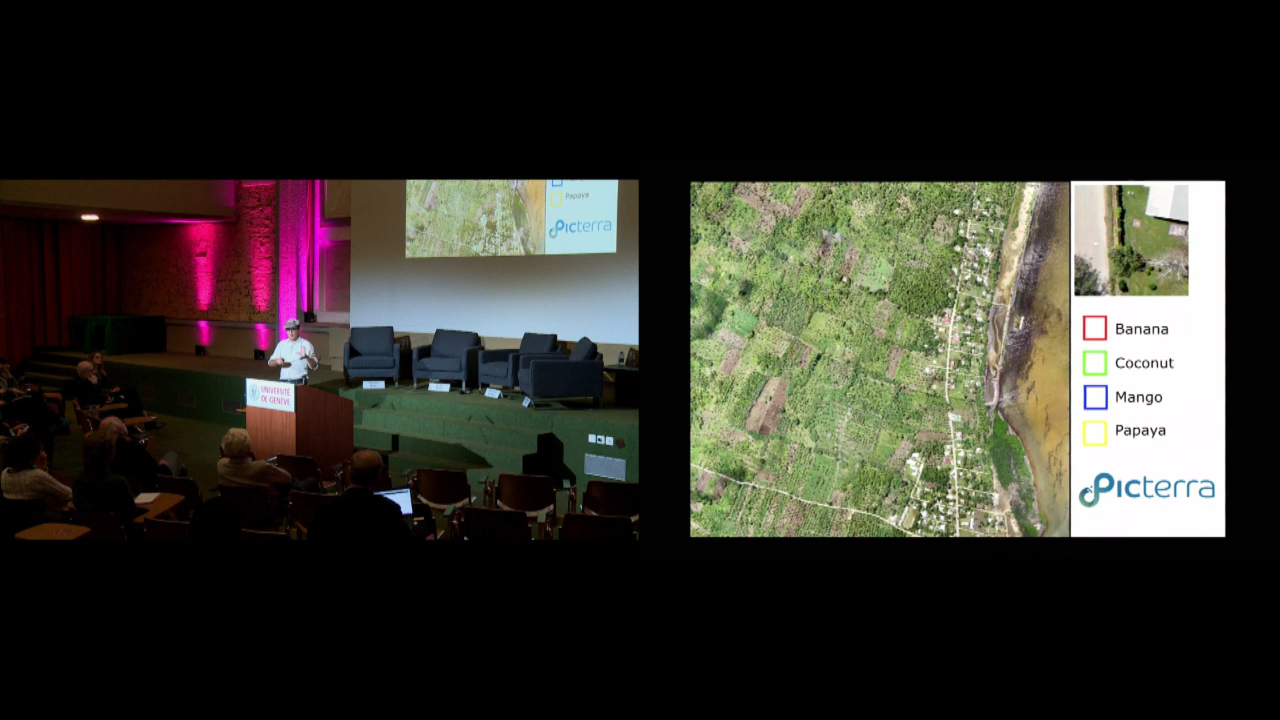 Papaya
Picterra
UNIVERSITÉ
DE GENÈVE
Banana
Coconut
Mango
Papaya
Picterra